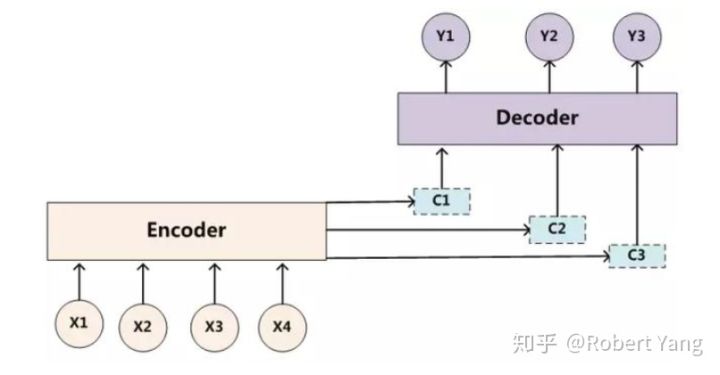 Y1 Y2 Y3
Decoder
C1
Encoder
C2
C3
X1 X2 X3 X4
知乎 @Robert Yang